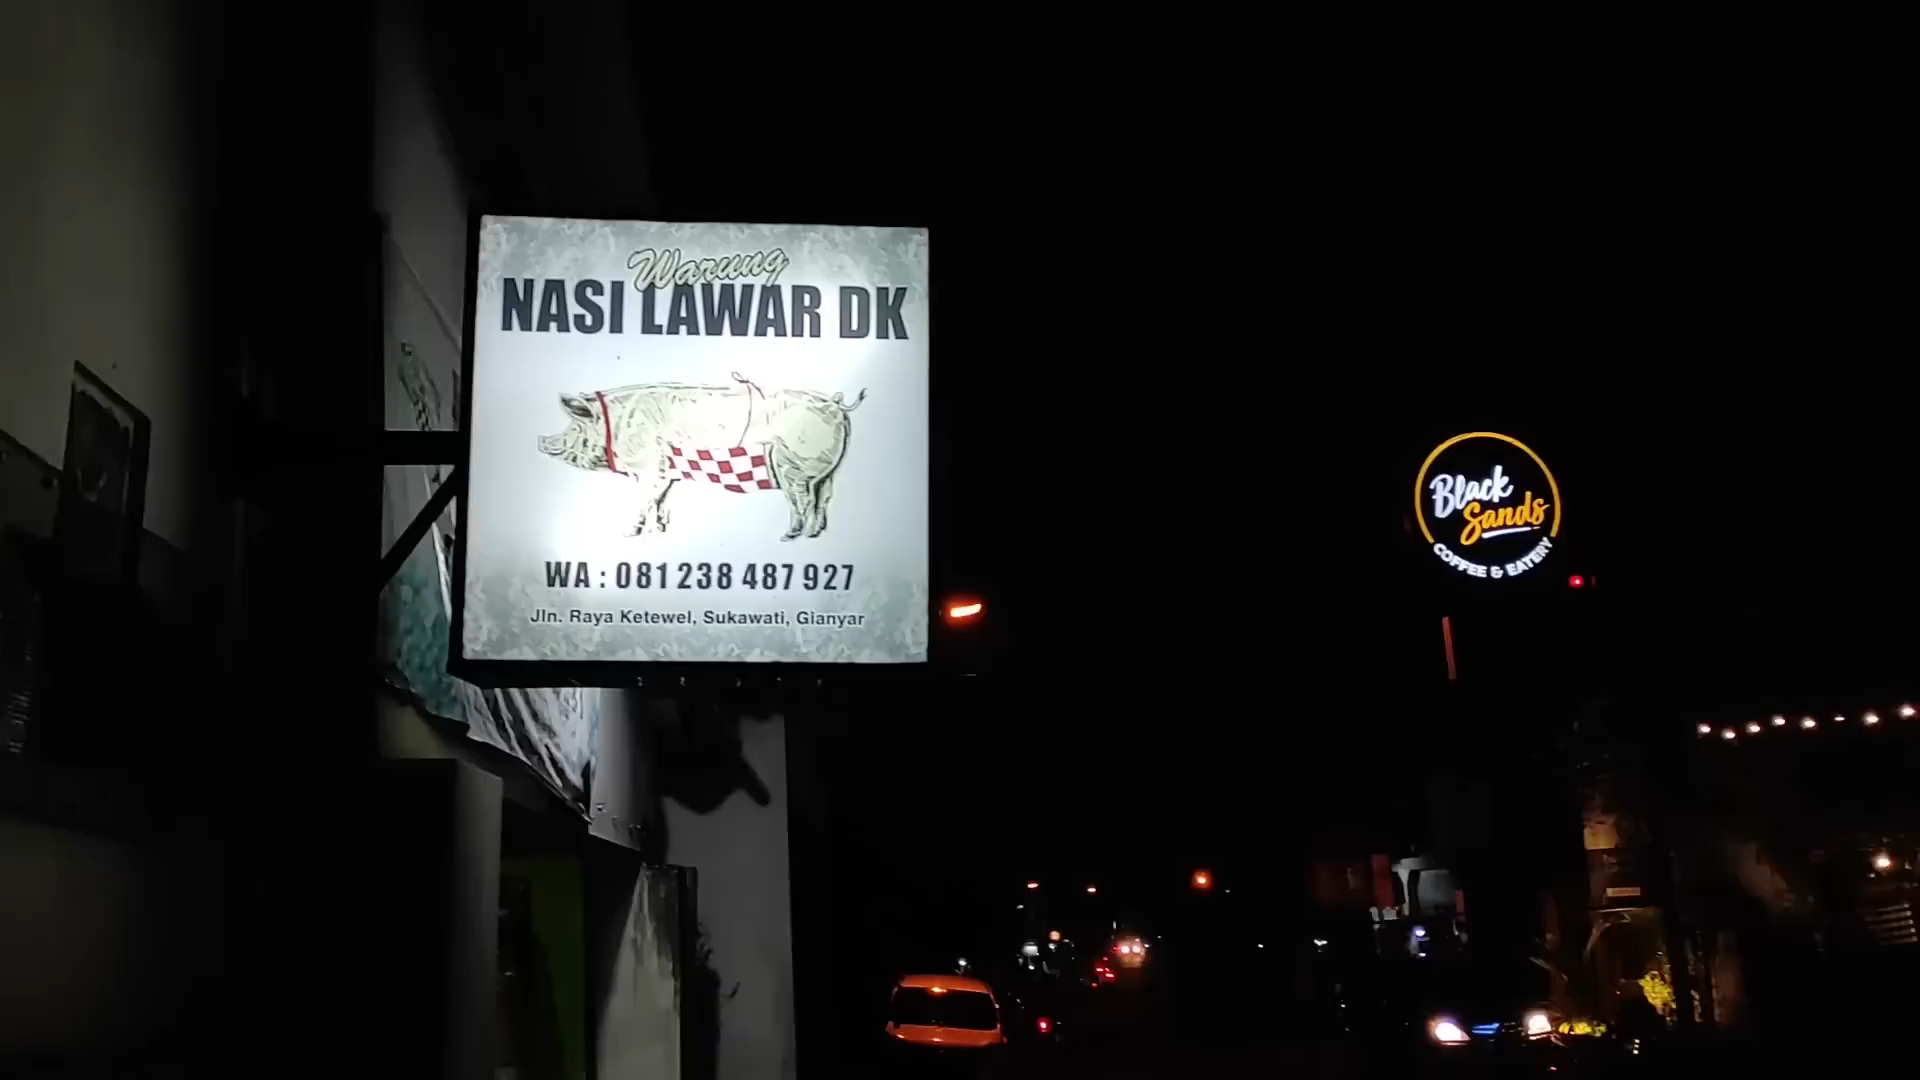 Warung
NASI LAWAR DK
WA : 081 238 487 927
Jln. Raya Ketewel, Sukawati, Gianyar
Black
Sands
COFFEE & EATERY